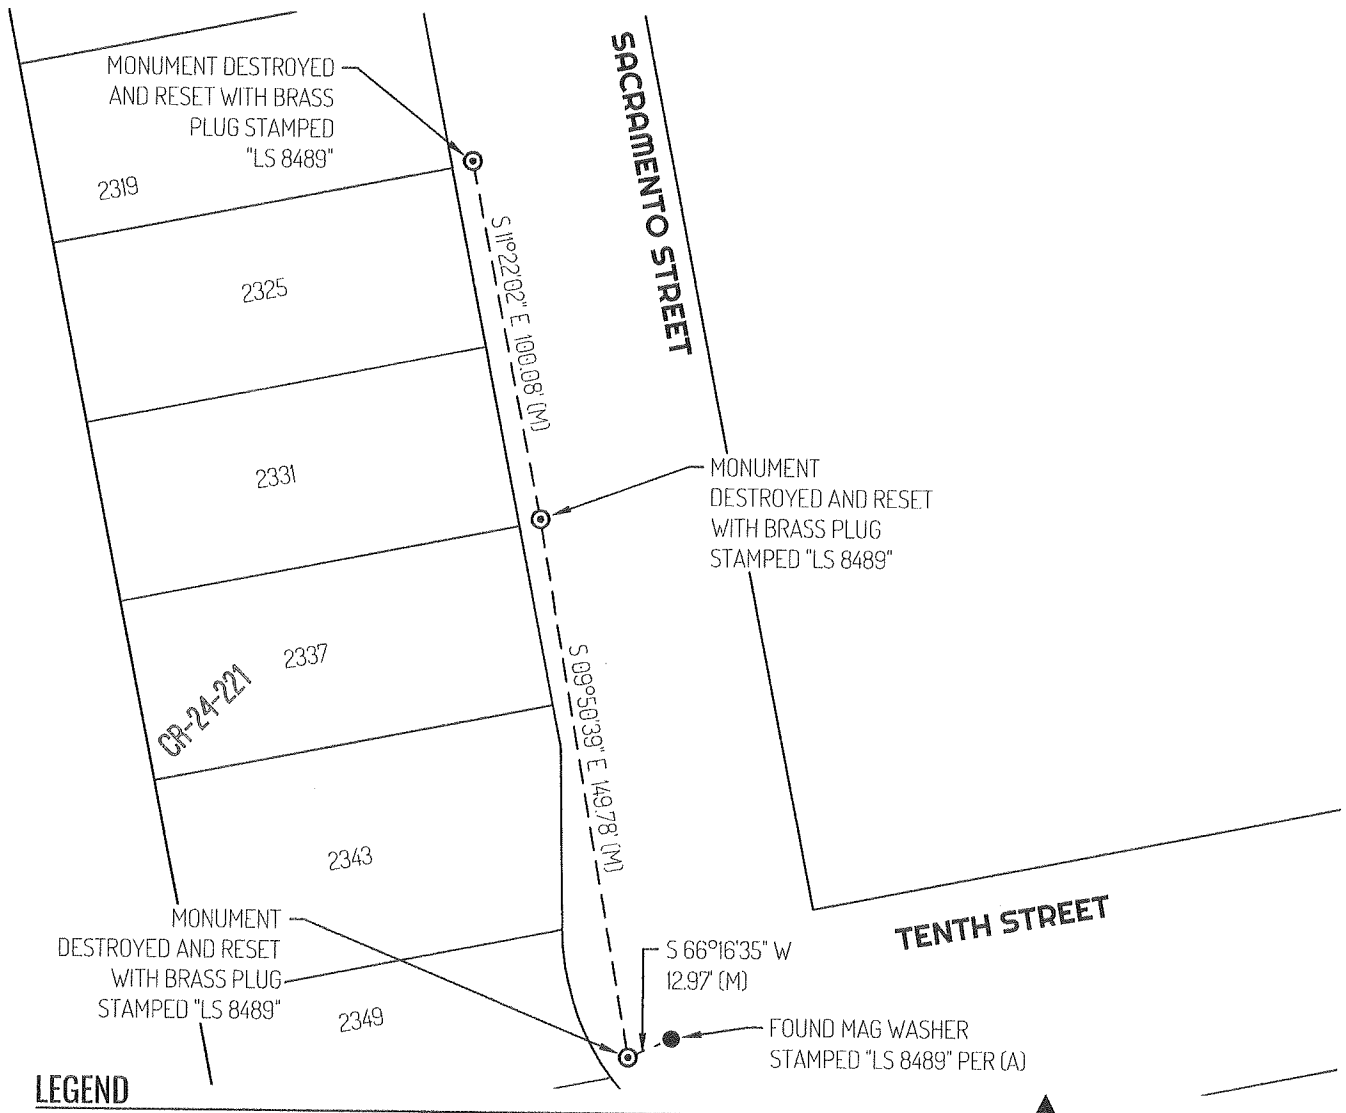 MONUMENT DESTROYED
AND RESET WITH BRASS
PLUG STAMPED
"LS 8489"
SACRAMENTO STREET
2319
2325
S 11°22'02" E 100.08' (M)
2331
MONUMENT
DESTROYED AND RESET
WITH BRASS PLUG
STAMPED "LS 8489"
2337
CR-24-221
S 09°50'39" E 149.78' (M)
2343
MONUMENT
DESTROYED AND RESET
WITH BRASS PLUG
STAMPED "LS 8489"
TENTH STREET
S 66°16'35" W
12.97' (M)
2349
FOUND MAG WASHER
STAMPED "LS 8489" PER (A)
LEGEND